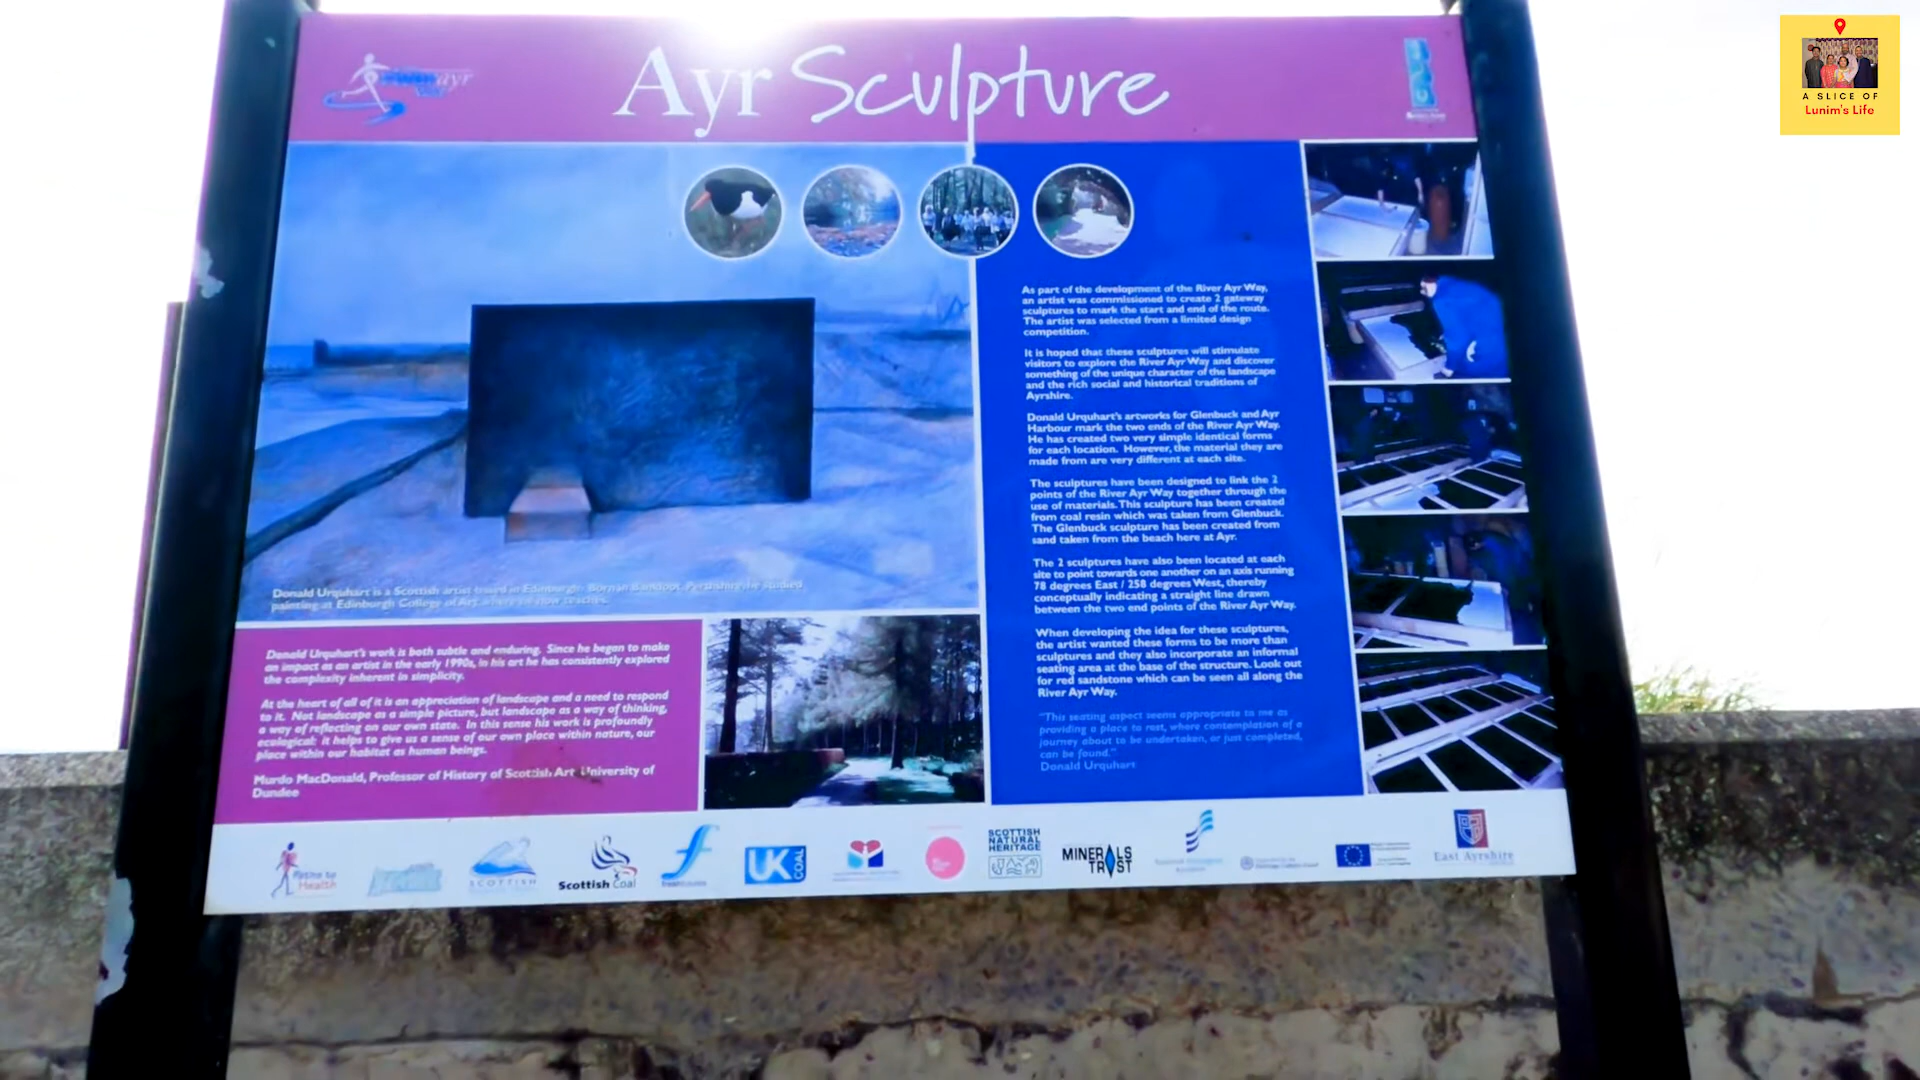 Ayr Sculpture
A SLICE OF
Lunim's Life
Donald Urquhart is a Scottish artist based in Edinburgh. Born in Bankfoot, Perthshire, he studied
painting at Edinburgh College of Art where he now teaches.
Donald Urquhart's work is both subtle and enduring. Since he began to make
an impact as an artist in the early 1990s, in his art he has consistently explored
the complexity inherent in simplicity.
At the heart of all of it is an appreciation of landscape and a need to respond
to it. Not landscape as a simple picture, but landscape as a way of thinking,
a way of reflecting on our own state. In this sense his work is profoundly
ecological: it helps to give us a sense of our own place within nature, our
place within our habitat as human beings.
Murdo MacDonald, Professor of History of Scottish Art University of
Dundee
As part of the development of the River Ayr Way,
an artist was commissioned to create 2 gateway
sculptures to mark the start and end of the route.
The artist was selected from a limited design
competition.
It is hoped that these sculptures will stimulate
visitors to explore the River Ayr Way and discover
something of the unique character of the landscape
and the rich social and historical traditions of
Ayrshire.
Donald Urquhart's artworks for Glenbuck and Ayr
Harbour mark the two ends of the River Ayr Way.
He has created two very simple identical forms
for each location. However, the material they are
made from are very different at each site.
The sculptures have been designed to link the 2
points of the River Ayr Way together through the
use of materials. This sculpture has been created
from coal resin which was taken from Glenbuck.
The Glenbuck sculpture has been created from
sand taken from the beach here at Ayr.
The 2 sculptures have also been located at each
site to point towards one another on an axis running
78 degrees East / 258 degrees West, thereby
conceptually indicating a straight line drawn
between the two end points of the River Ayr Way.
When developing the idea for these sculptures,
the artist wanted these forms to be more than
sculptures and they also incorporate an informal
seating area at the base of the structure. Look out
for red sandstone which can be seen all along the
River Ayr Way.
"This seating aspect seems appropriate to me as
providing a place to rest, where contemplation of a
journey about to be undertaken, or just completed,
can be found."
Donald Urquhart
Paths to
Health
SCOTTISH
Scottish Coal
UK
COAL
SCOTTISH
NATURAL
HERITAGE
MINERALS
TRUST
East Ayrshire